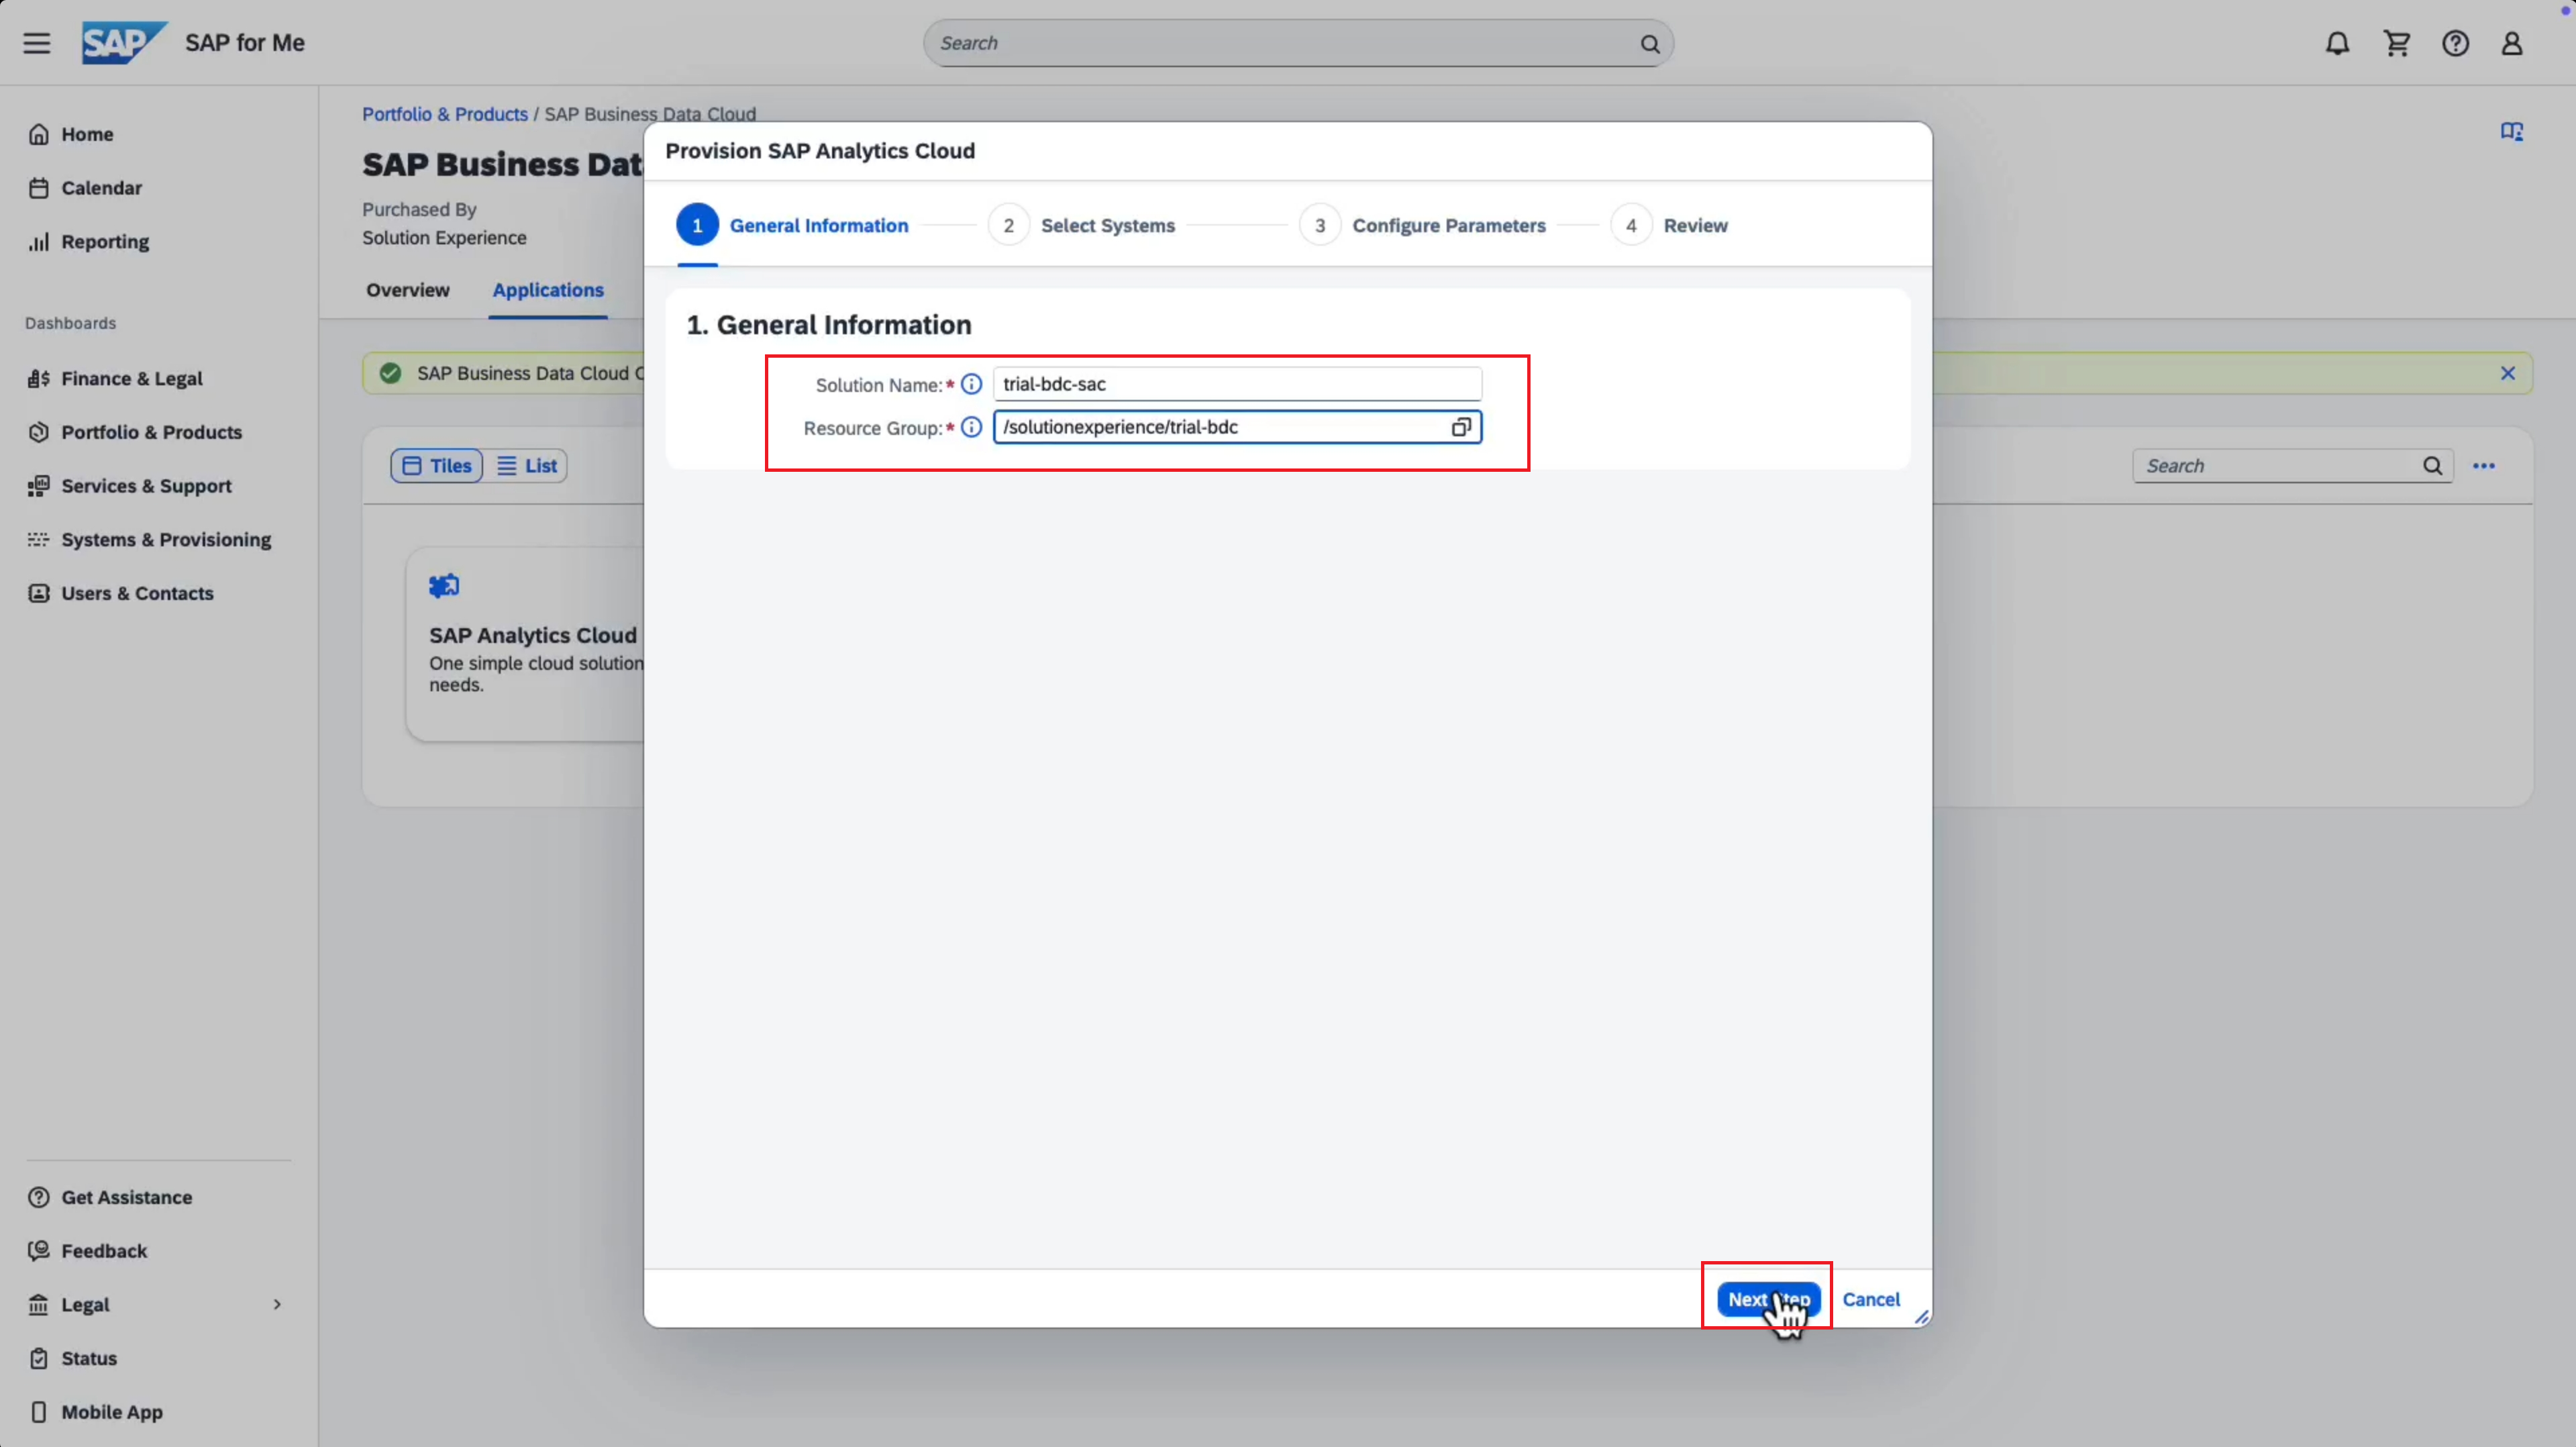 SAP SAP for Me
Search
Home
Calendar
Reporting
Dashboards
Finance & Legal
Portfolio & Products
Services & Support
Systems & Provisioning
Users & Contacts
Get Assistance
Feedback
Legal
Status
Mobile App
Portfolio & Products / SAP Business Data Cloud
SAP Business Dat
Purchased By
Solution Experience
Overview Applications
SAP Business Data Cloud C
Tiles List
Search
SAP Analytics Cloud
One simple cloud solution
needs.
Provision SAP Analytics Cloud
1 General Information 2 Select Systems 3 Configure Parameters 4 Review
1. General Information
Solution Name:* trial-bdc-sac
Resource Group:* /solutionexperience/trial-bdc
Next Step Cancel